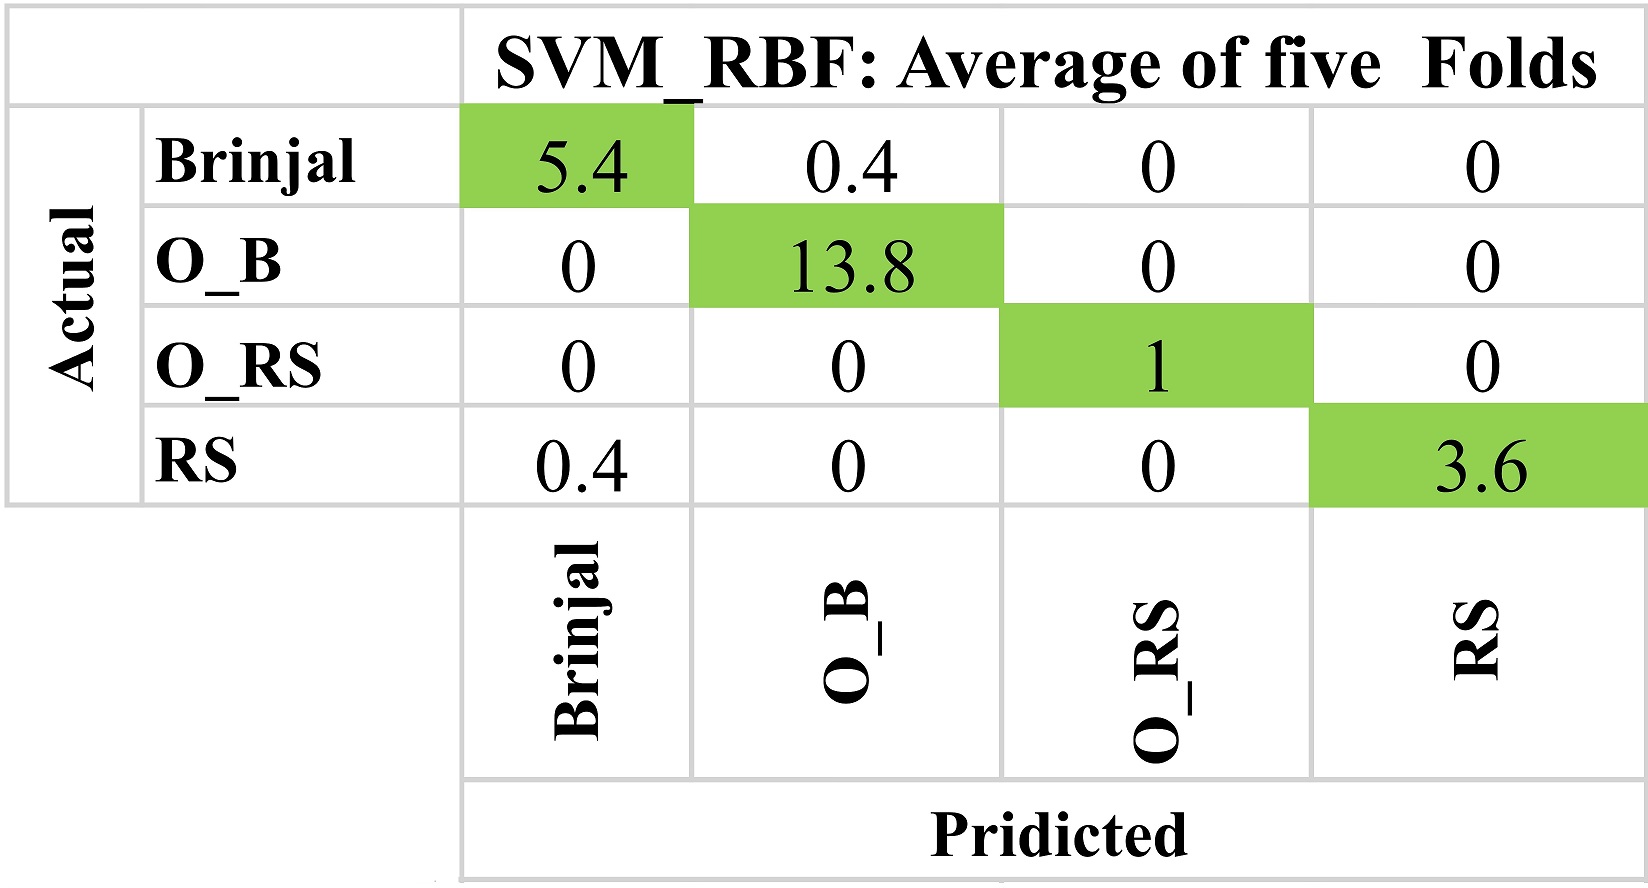 SVM_RBF: Average of five Folds
Actual
Brinjal 5.4 0.4 0 0
O_B 0 13.8 0 0
O_RS 0 0 1 0
RS 0.4 0 0 3.6
Brinjal O_B O_RS RS
Pridicted